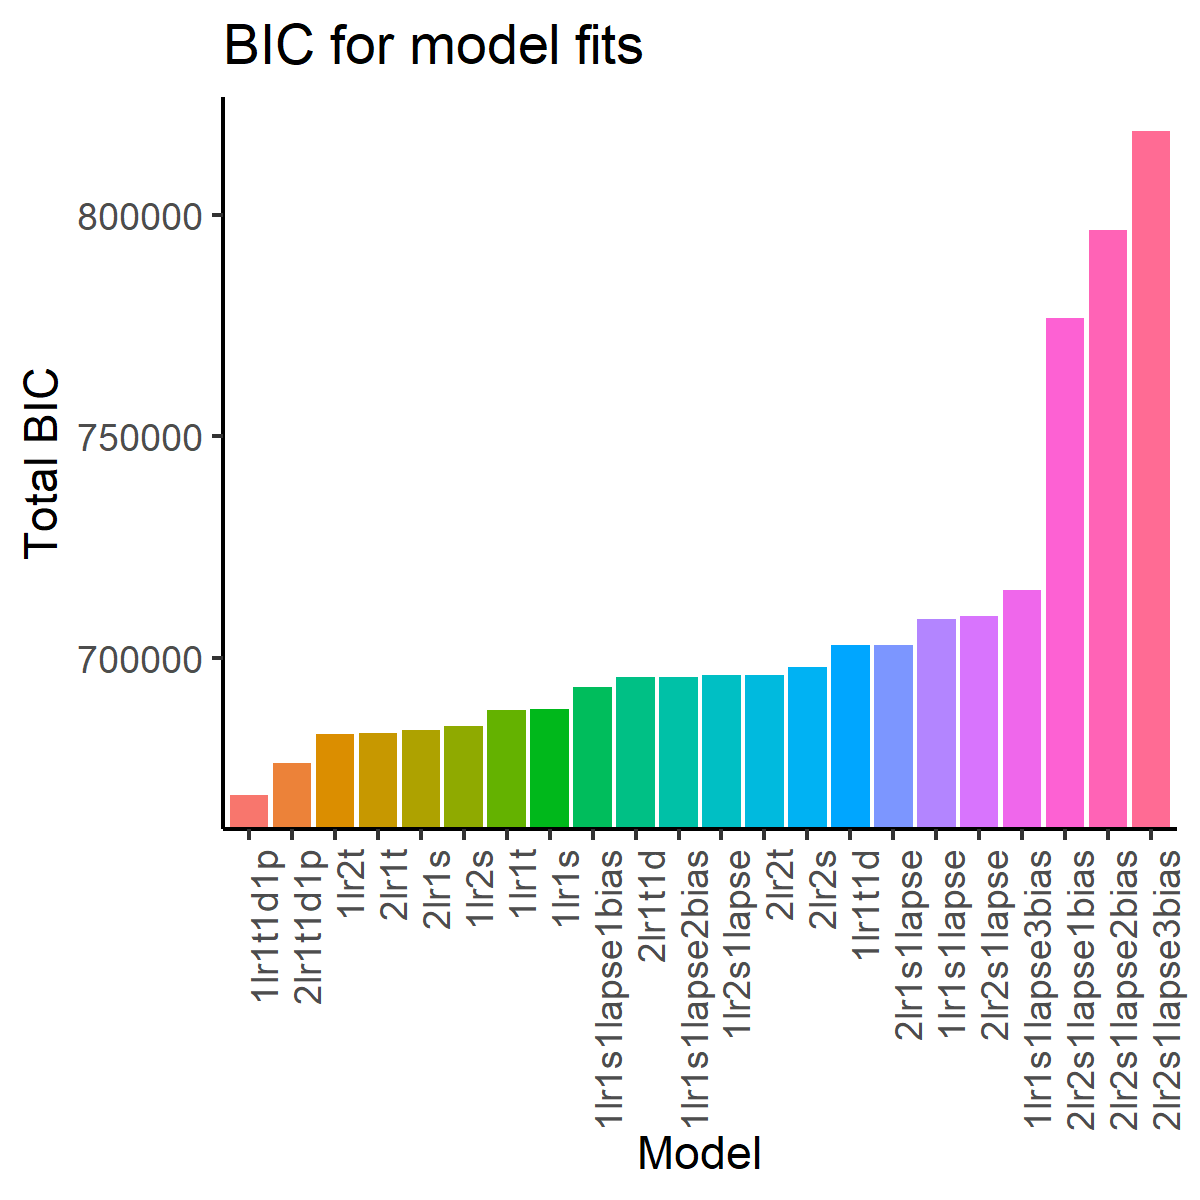 BIC for model fits
Total BIC
800000
750000
700000
1lr1t1d1p
2lr1t1d1p
1lr2t
2lr1t
2lr1s
1lr2s
1lr1t
1lr1s
1lr1s1lapse1bias
2lr1t1d
1lr1s1lapse2bias
1lr2s1lapse
2lr2t
2lr2s
1lr1t1d
2lr1s1lapse
1lr1s1lapse
2lr2s1lapse
1lr1s1lapse3bias
2lr2s1lapse1bias
2lr2s1lapse2bias
2lr2s1lapse3bias
Model